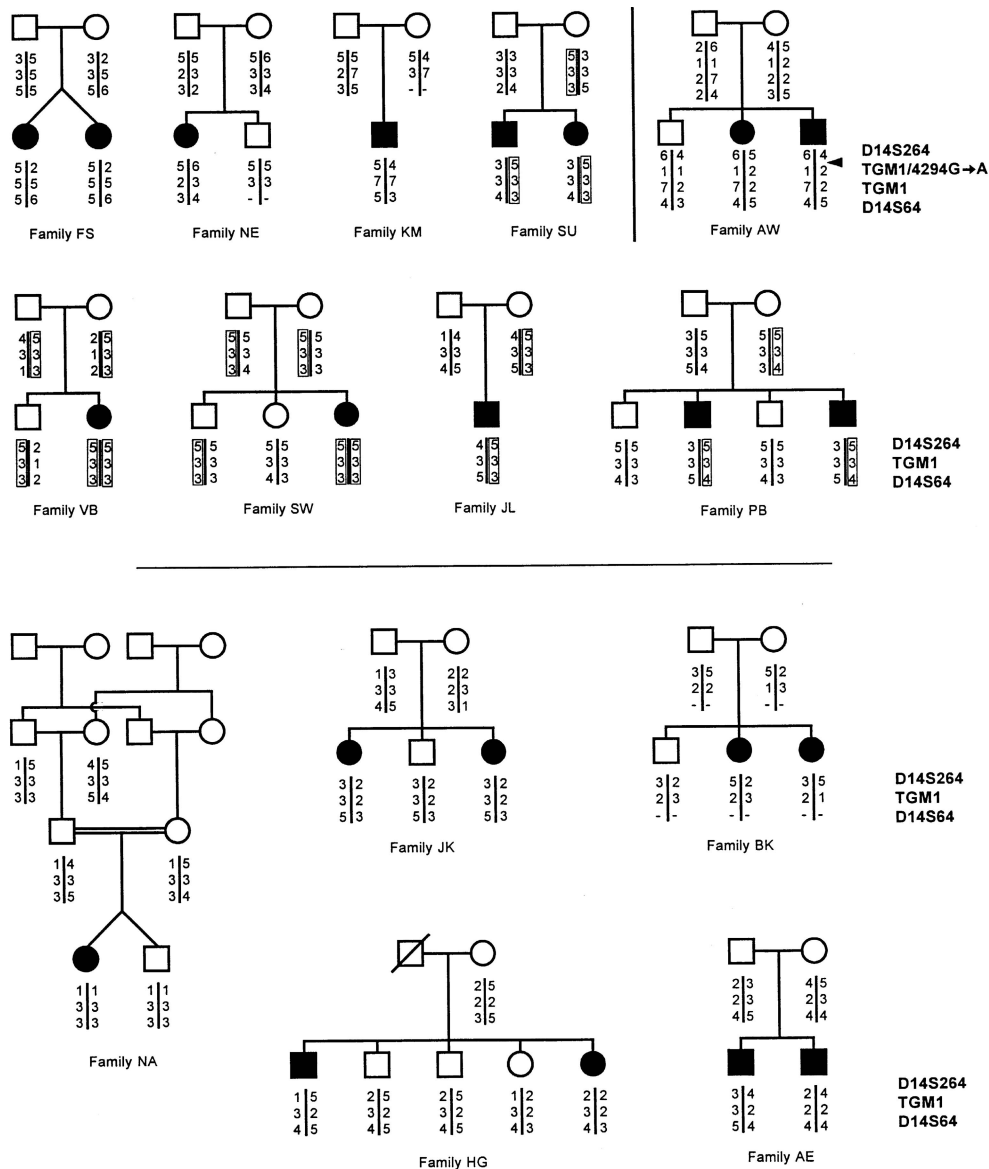 3|5 3|2
3|5 3|5
5|5 5|6
5|2 5|2
5|5 5|5
5|6 5|6
Family FS
5|5 5|6
2|3 3|3
3|2 3|4
5|6 5|5
2|3 3|3
3|4 -|-
Family NE
5|5 5|4
2|7 3|7
3|5 -|-
5|4
7|7
5|3
Family KM
3|3 5|3
3|3 3|3
2|4 3|5
3|5 3|5
3|3 3|3
4|3 4|3
Family SU
2|6 4|5
1|1 1|2
2|7 2|2
2|4 3|5
6|4 6|5 6|4
1|1 1|2 1|2
7|2 7|2 7|2
4|3 4|5 4|5
Family AW
D14S264
TGM1/4294G→A
TGM1
D14S64
4|5 2|5
3|3 1|3
1|3 2|3
5|2 5|5
3|1 3|3
3|2 3|3
Family VB
5|5 5|5
3|3 3|3
3|4 3|3
5|5 5|5 5|5
3|3 3|3 3|3
3|3 4|3 3|3
Family SW
1|4 4|5
3|3 3|3
4|5 5|3
4|5
3|3
5|3
Family JL
3|5 5|5
3|3 3|3
5|4 3|4
5|5 3|5 5|5 3|5
3|3 3|3 3|3 3|3
4|3 5|4 4|3 5|4
Family PB
D14S264
TGM1
D14S64
1|5 4|5
3|3 3|3
3|3 5|4
1|4 1|5
3|3 3|3
3|5 3|4
1|1 1|1
3|3 3|3
3|3 3|3
Family NA
1|3 2|2
3|3 2|3
4|5 3|1
3|2 3|2 3|2
3|2 3|2 3|2
5|3 5|3 5|3
Family JK
3|5 5|2
2|2 1|3
-|- -|-
3|2 5|2 3|5
2|3 2|3 2|1
-|- -|- -|-
Family BK
D14S264
TGM1
D14S64
2|5
2|2
3|5
1|5 2|5 2|5 1|2 2|2
3|2 3|2 3|2 3|2 3|2
4|5 4|5 4|5 4|3 4|3
Family HG
2|3 4|5
2|3 2|3
4|5 4|4
3|4 2|4
3|2 2|2
5|4 4|4
Family AE
D14S264
TGM1
D14S64